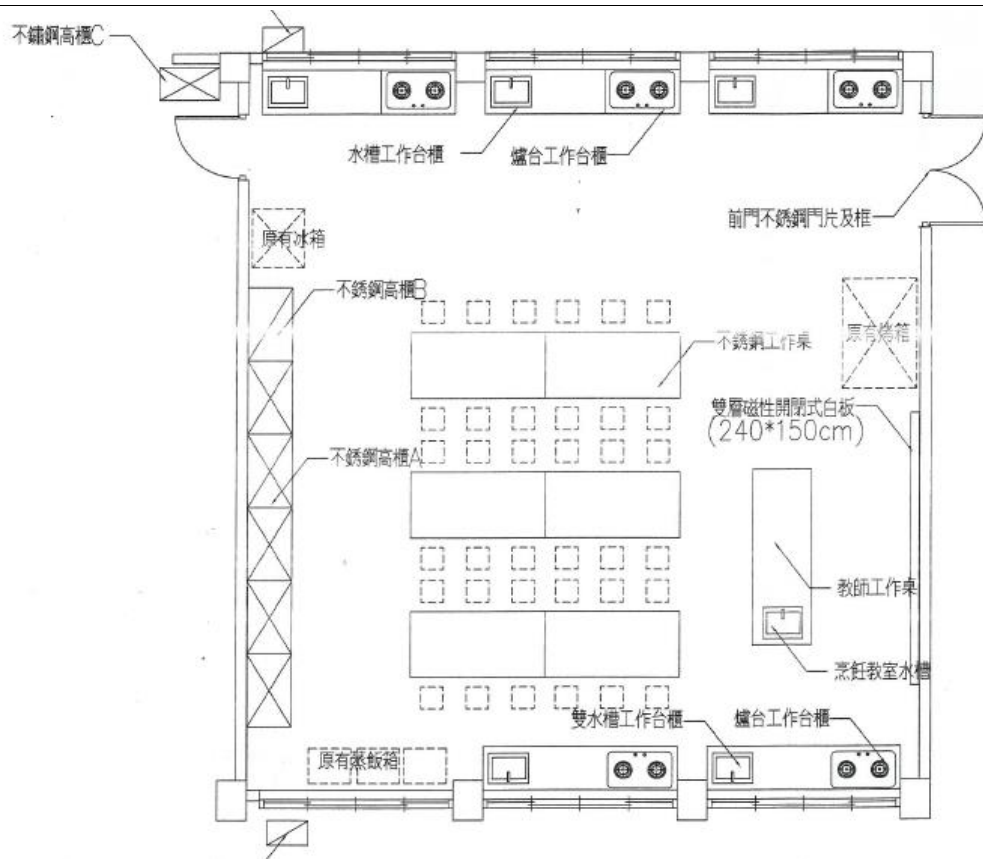 不鏽鋼高櫃C
水槽工作台櫃
爐台工作台櫃
前門不銹鋼門片及框
原有冰箱
不銹鋼高櫃B
不銹鋼工作桌
原有烤箱
雙層磁性開閉式白板
(240*150cm)
不銹鋼高櫃A
教師工作桌
烹飪教室水槽
雙水槽工作台櫃
爐台工作台櫃
原有蒸飯箱